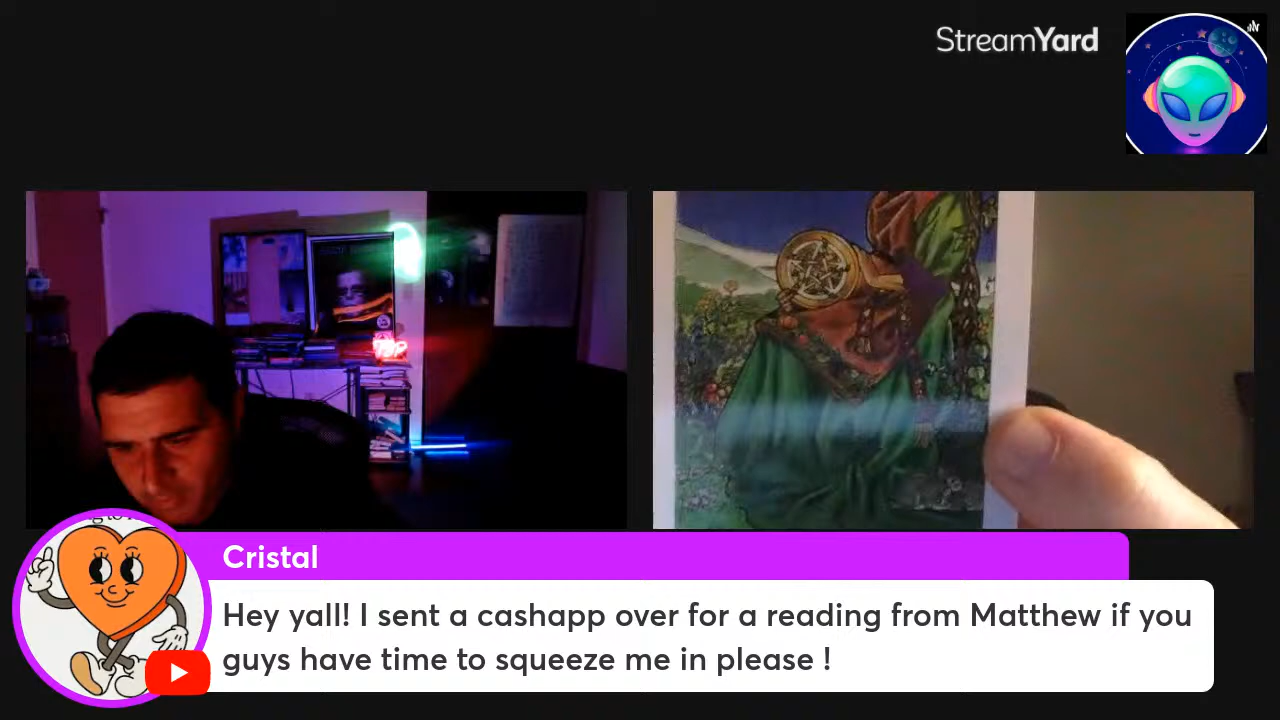 StreamYard
Cristal
Hey yall! I sent a cashapp over for a reading from Matthew if you
guys have time to squeeze me in please !